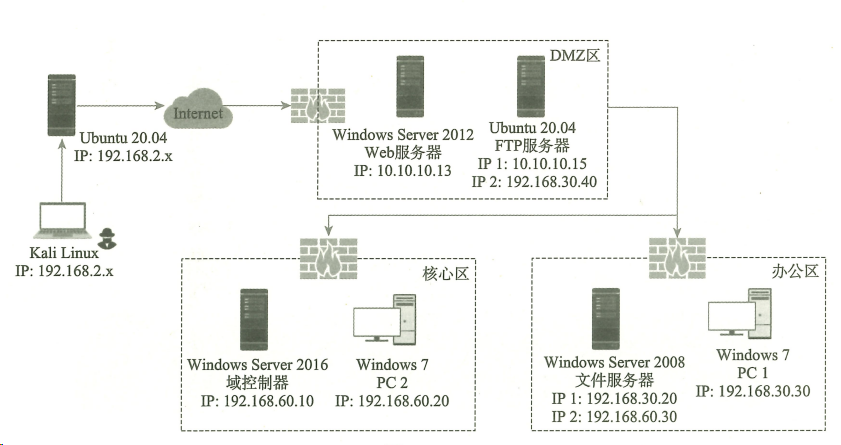 DMZ区
Internet
Ubuntu 20.04
IP: 192.168.2.x
Windows Server 2012
Web服务器
IP: 10.10.10.13
Ubuntu 20.04
FTP服务器
IP 1: 10.10.10.15
IP 2: 192.168.30.40
Kali Linux
IP: 192.168.2.x
核心区
Windows Server 2016
域控制器
IP: 192.168.60.10
Windows 7
PC 2
IP: 192.168.60.20
办公区
Windows Server 2008
文件服务器
IP 1: 192.168.30.20
IP 2: 192.168.60.30
Windows 7
PC 1
IP: 192.168.30.30